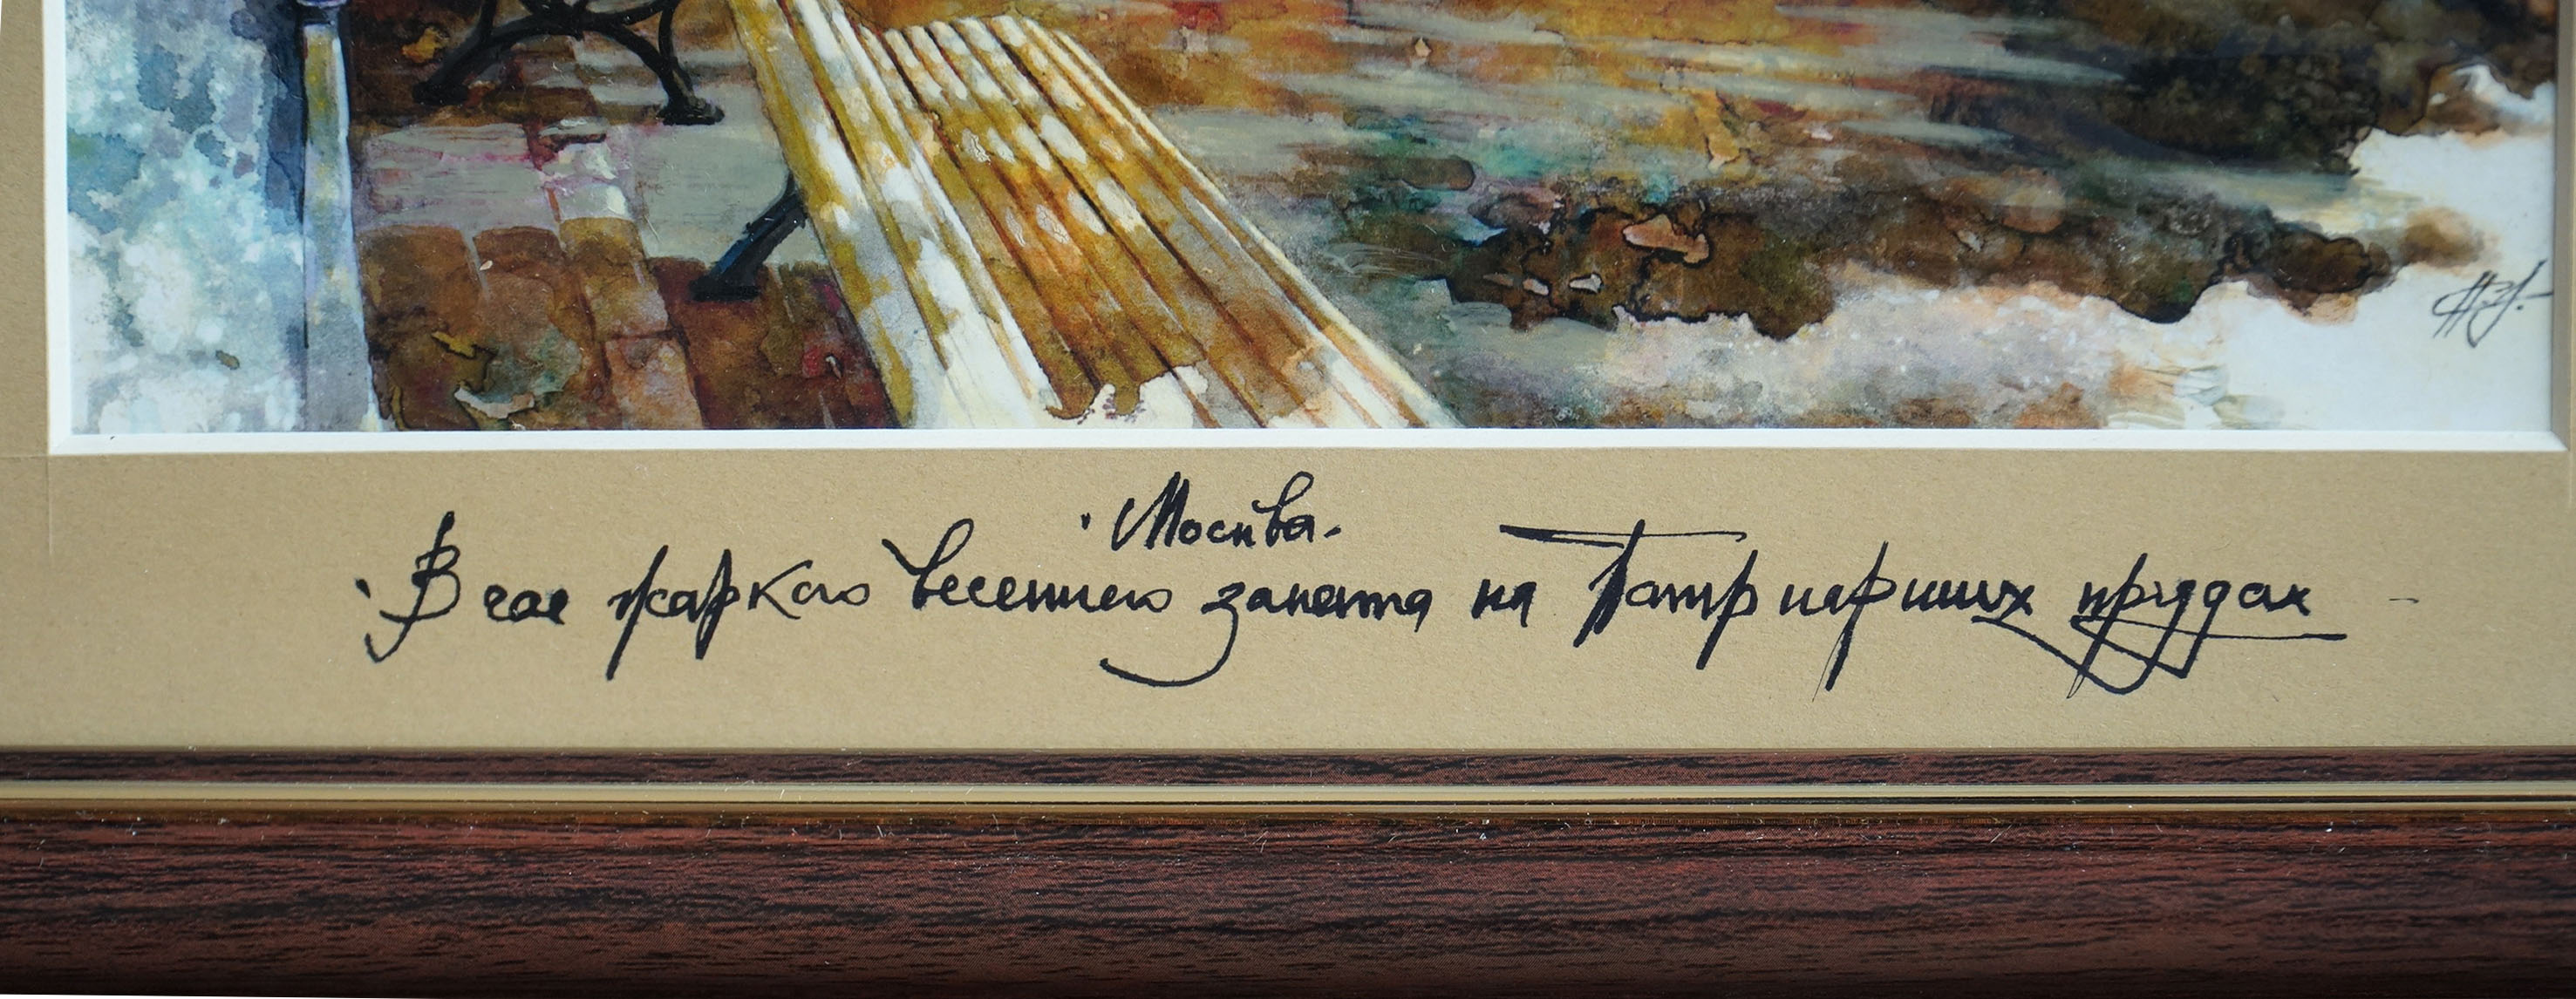 Москва.
В час жаркого весеннего заката на Патриарших прудах